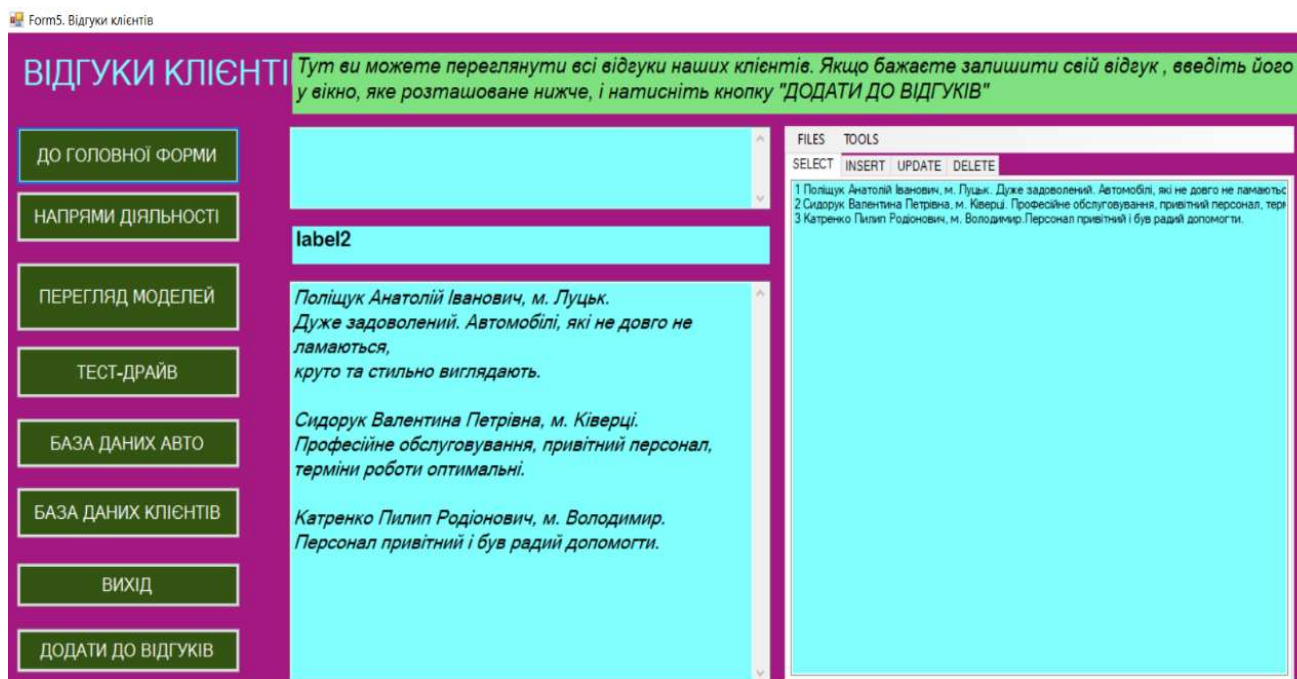 Form5. Відгуки клієнтів
ВІДГУКИ КЛІЄНТІ
Тут ви можете переглянути всі відгуки наших клієнтів. Якщо бажаєте залишити свій відгук , введіть його
у вікно, яке розташоване нижче, і натисніть кнопку "ДОДАТИ ДО ВІДГУКІВ"
ДО ГОЛОВНОЇ ФОРМИ
НАПРЯМИ ДІЯЛЬНОСТІ
ПЕРЕГЛЯД МОДЕЛЕЙ
ТЕСТ-ДРАЙВ
БАЗА ДАНИХ АВТО
БАЗА ДАНИХ КЛІЄНТІВ
ВИХІД
ДОДАТИ ДО ВІДГУКІВ
label2
Поліщук Анатолій Іванович, м. Луцьк.
Дуже задоволений. Автомобілі, які не довго не
ламаються,
круто та стильно виглядають.
Сидорук Валентина Петрівна, м. Ківерці.
Професійне обслуговування, привітний персонал,
терміни роботи оптимальні.
Катренко Пилип Родіонович, м. Володимир.
Персонал привітний і був радий допомогти.
FILES TOOLS
SELECT INSERT UPDATE DELETE
1 Поліщук Анатолій Іванович, м. Луцьк. Дуже задоволений. Автомобілі, які не довго не ламаютьс
2 Сидорук Валентина Петрівна, м. Ківерці. Професійне обслуговування, привітний персонал, терм
3 Катренко Пилип Родіонович, м. Володимир.Персонал привітний і був радий допомогти.